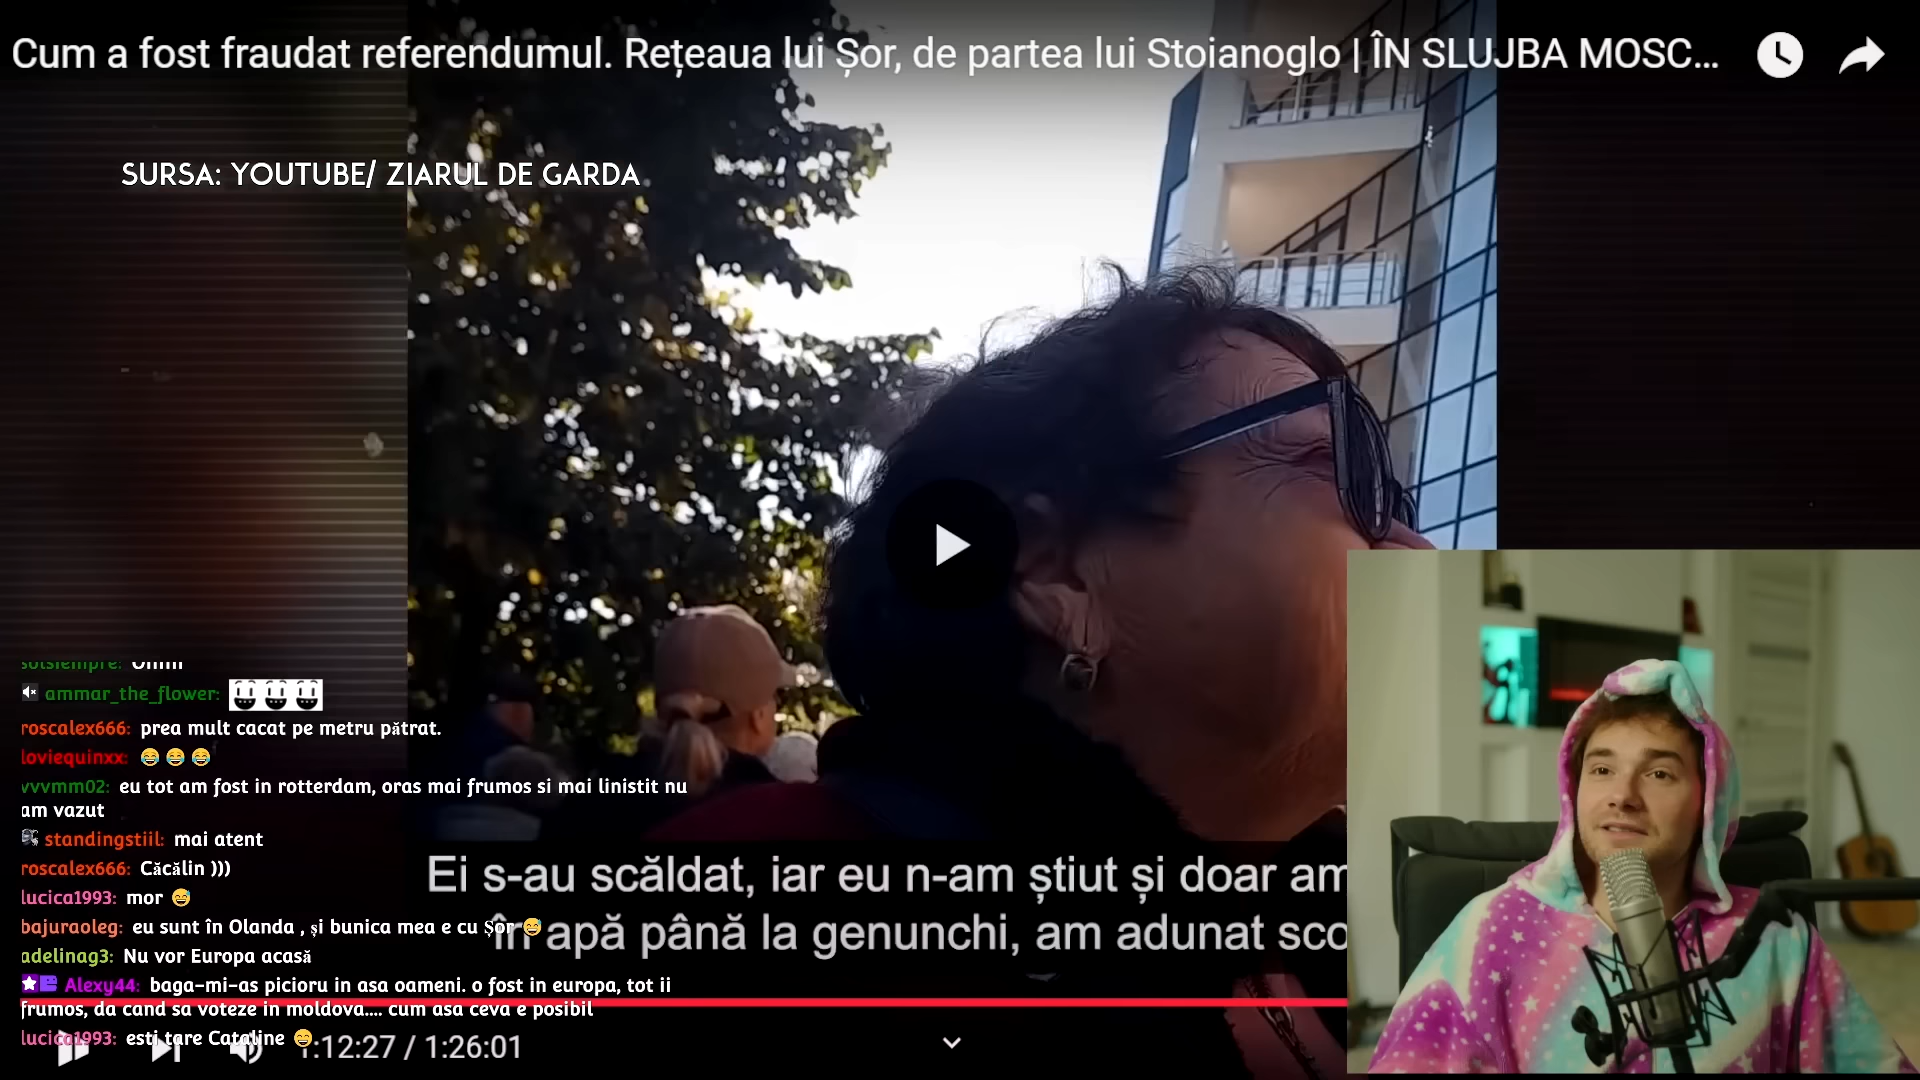 Cum a fost fraudat referendumul. Rețeaua lui Șor, de partea lui Stoianoglo | ÎN SLUJBA MOSC...
SURSA: YOUTUBE/ ZIARUL DE GARDA
ammar_the_flower:
roscalex666: prea mult cacat pe metru pătrat.
loviequinxx: 😂 😂 😂
vvvmm02: eu tot am fost in rotterdam, oras mai frumos si mai linistit nu
am vazut
standingstiil: mai atent
roscalex666: Căcălin )))
lucica1993: mor 😅
bajuraoleg: eu sunt în Olanda , și bunica mea e cu Șor 😅
adelinag3: Nu vor Europa acasă
Alexy44: baga-mi-as picioru in asa oameni. o fost in europa, tot ii
frumos, da cand sa voteze in moldova.... cum asa ceva e posibil
lucica1993: esti tare Cataline 😅
Ei s-au scăldat, iar eu n-am știut și doar am
în apă până la genunchi, am adunat
1:12:27 / 1:26:01